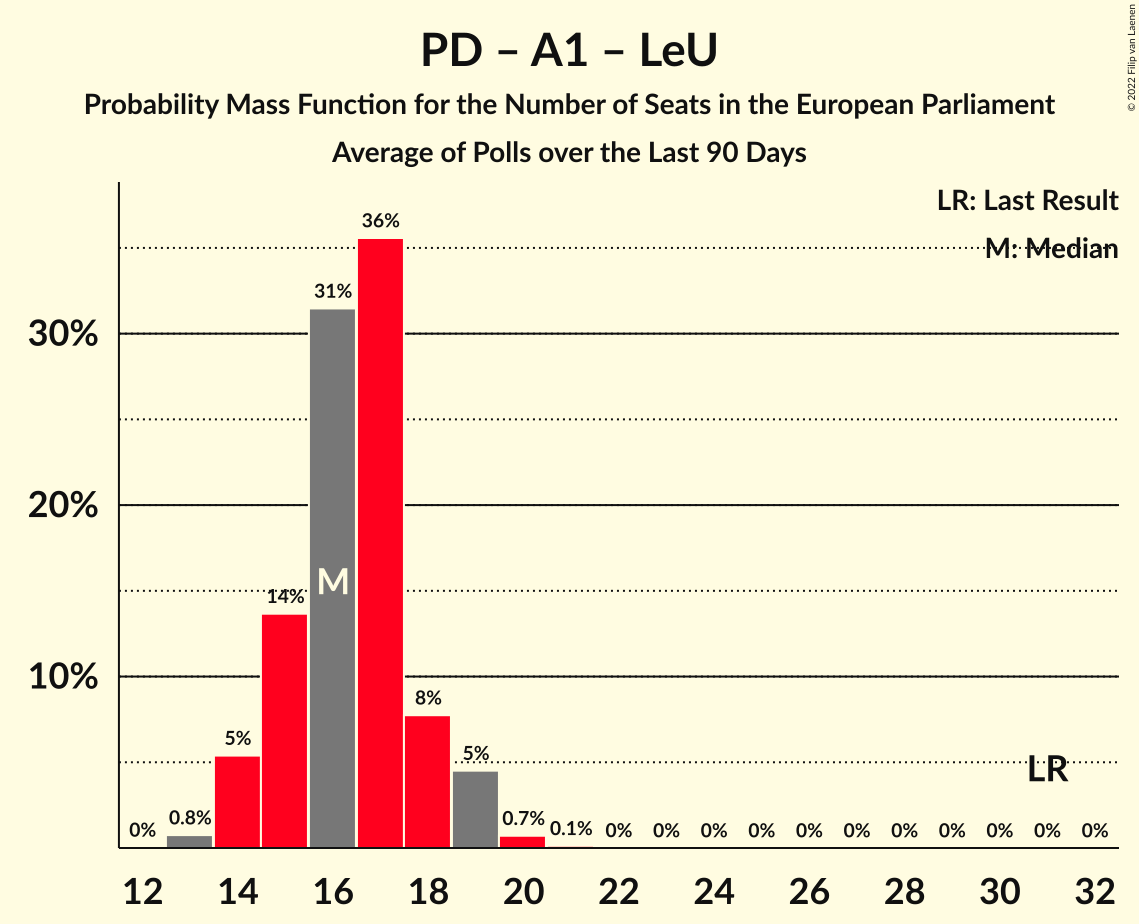 PD – A1 – LeU
Probability Mass Function for the Number of Seats in the European Parliament
Average of Polls over the Last 90 Days
© 2022 Filip van Laenen
LR: Last Result
M: Median
30%
20%
10%
0%
0.8%
5%
14%
31%
36%
8%
5%
0.7%
0.1%
0%
0%
0%
0%
0%
0%
0%
0%
0%
0%
0%
M
LR
12 14 16 18 20 22 24 26 28 30 32